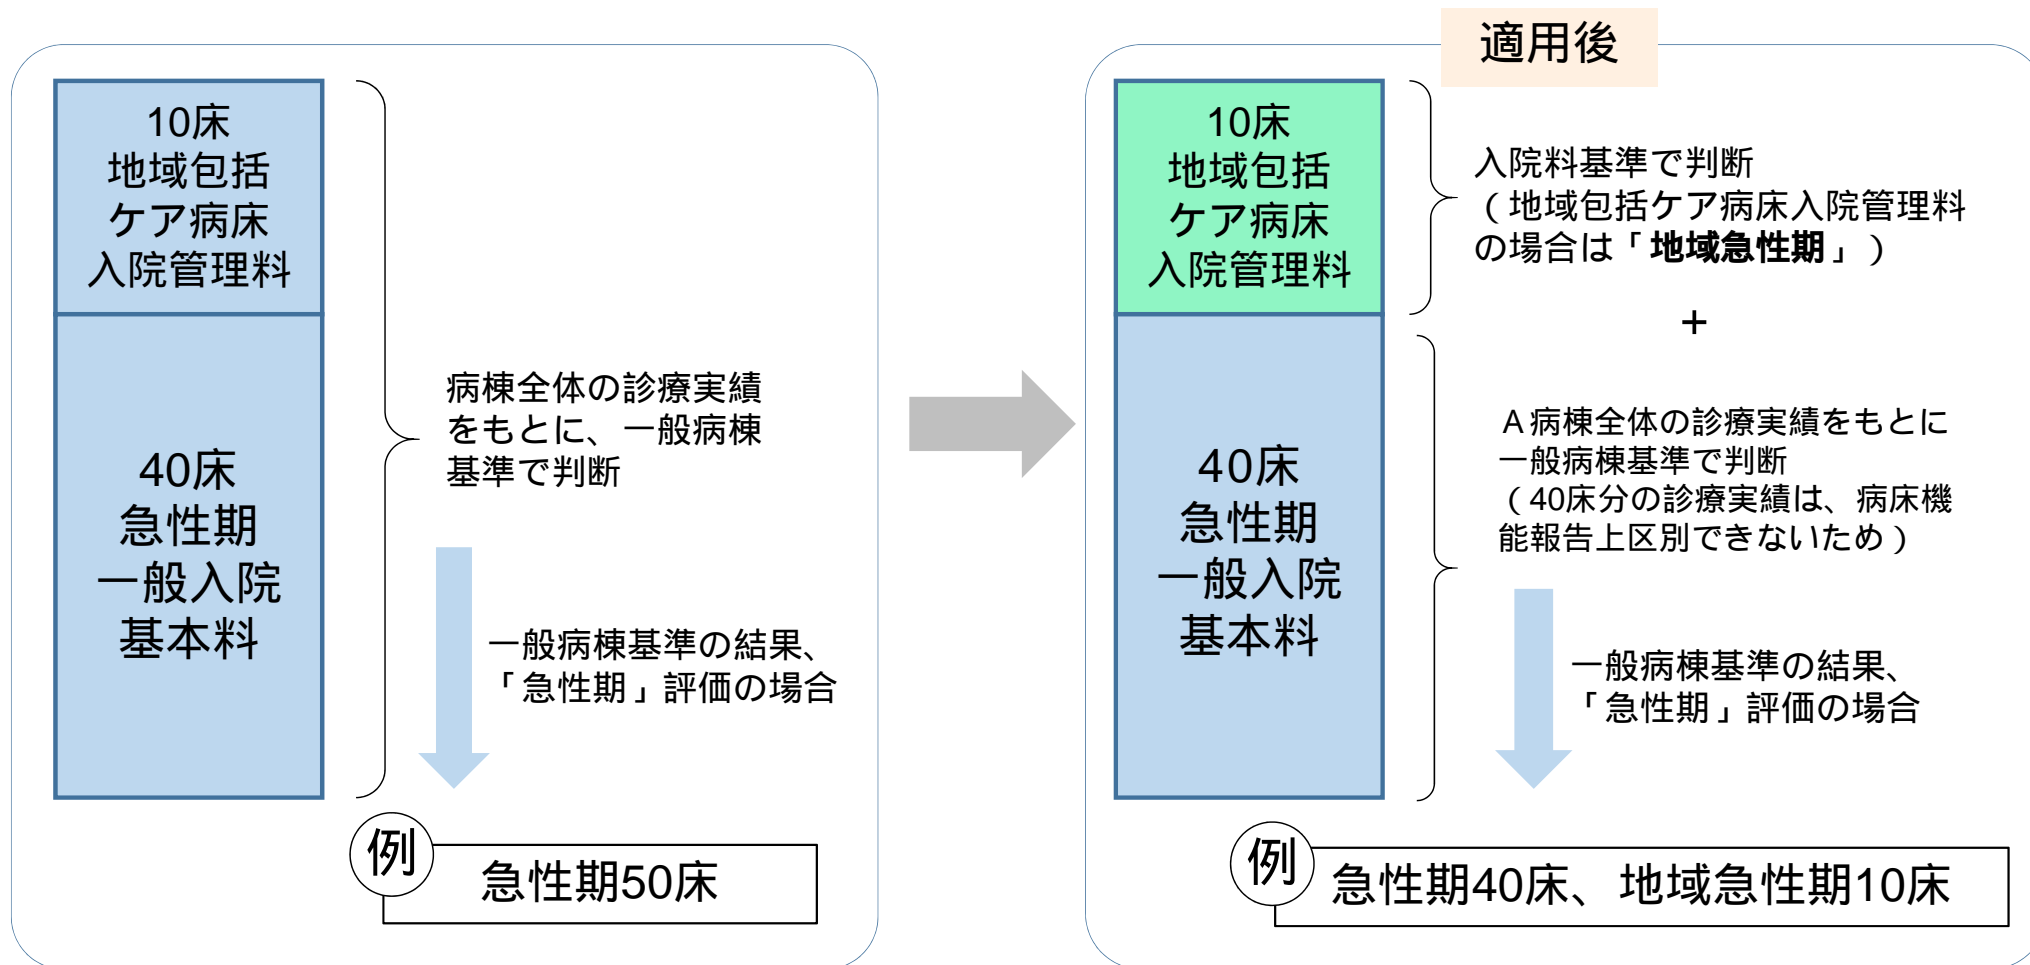 10床
地域包括
ケア病床
入院管理料
40床
急性期
一般入院
基本料
病棟全体の診療実績
をもとに、一般病棟
基準で判断
一般病棟基準の結果、
「急性期」評価の場合
例
急性期50床
適用後
10床
地域包括
ケア病床
入院管理料
40床
急性期
一般入院
基本料
入院料基準で判断
（地域包括ケア病床入院管理料
の場合は「地域急性期」）
+
A病棟全体の診療実績をもとに
一般病棟基準で判断
（40床分の診療実績は、病床機
能報告上区別できないため）
一般病棟基準の結果、
「急性期」評価の場合
例
急性期40床、地域急性期10床